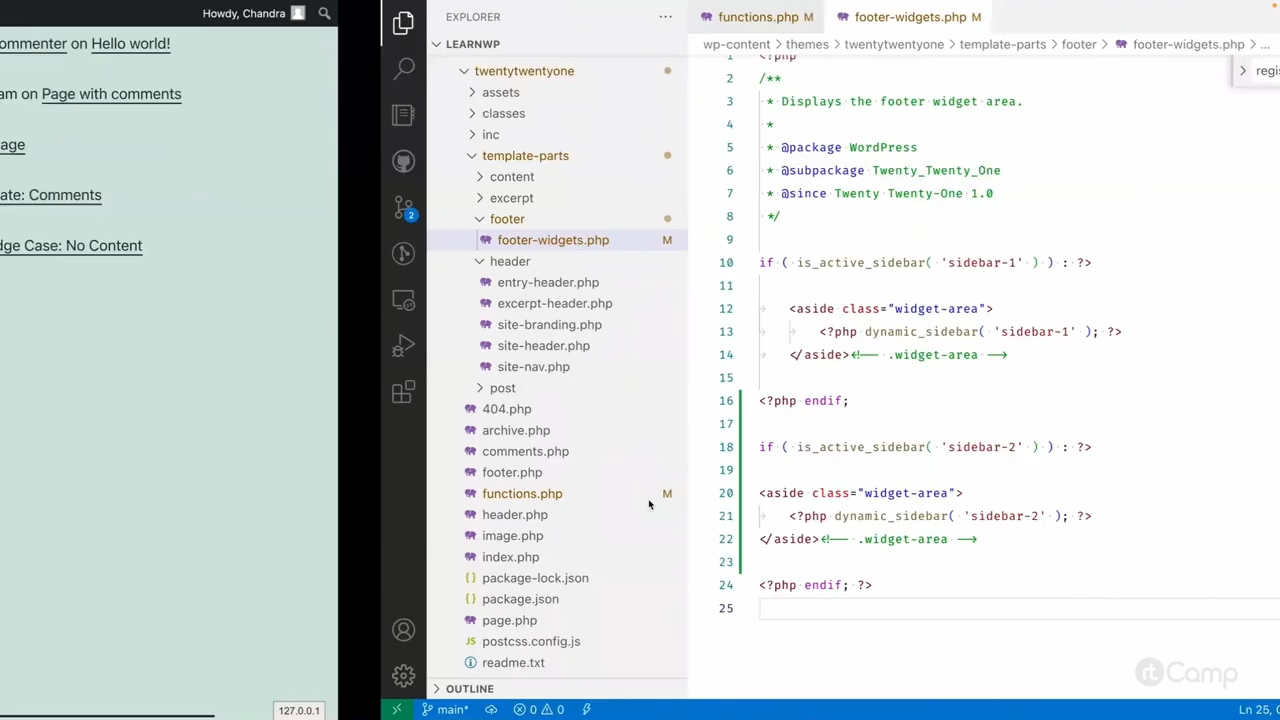 Howdy, Chandra
ommenter on Hello world!
am on Page with comments
age
ate: Comments
dge Case: No Content
127.0.0.1
EXPLORER
LEARNWP
twentytwentyone
assets
classes
inc
template-parts
content
excerpt
footer
footer-widgets.php M
header
entry-header.php
excerpt-header.php
site-branding.php
site-header.php
site-nav.php
post
404.php
archive.php
comments.php
footer.php
functions.php M
header.php
image.php
index.php
package-lock.json
package.json
page.php
postcss.config.js
readme.txt
OUTLINE
2
functions.php M footer-widgets.php M
wp-content > themes > twentytwentyone > template-parts > footer > footer-widgets.php > ...
regi
1 <?php
2 /**
3 * Displays the footer widget area.
4 *
5 * @package WordPress
6 * @subpackage Twenty_Twenty_One
7 * @since Twenty Twenty-One 1.0
8 */
9
10 if ( is_active_sidebar( 'sidebar-1' ) ) : ?>
11
12 <aside class="widget-area">
13 <?php dynamic_sidebar( 'sidebar-1' ); ?>
14 </aside><!-- .widget-area -->
15
16 <?php endif;
17
18 if ( is_active_sidebar( 'sidebar-2' ) ) : ?>
19
20 <aside class="widget-area">
21 <?php dynamic_sidebar( 'sidebar-2' ); ?>
22 </aside><!-- .widget-area -->
23
24 <?php endif; ?>
25
rtCamp
main* 0 0 Ln 25, C